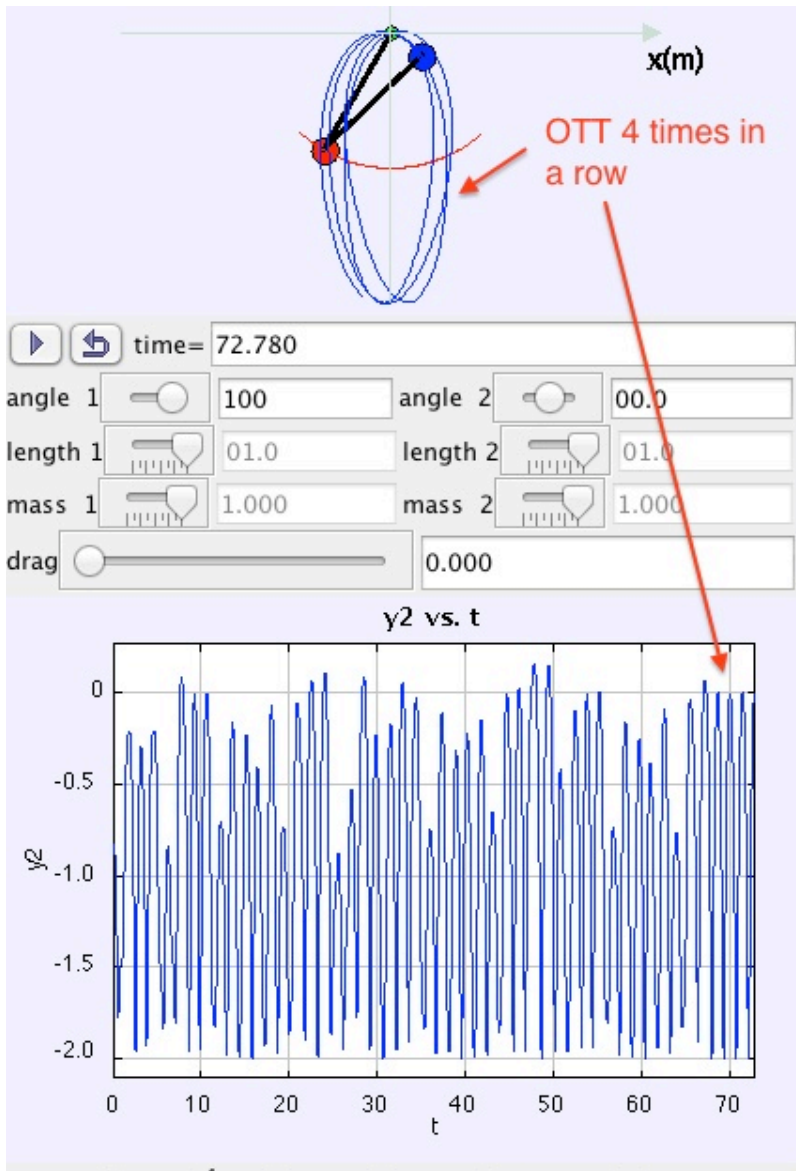 x(m)
OTT 4 times in
a row
time= 72.780
angle 1 100 angle 2 00.0
length 1 01.0 length 2 01.0
mass 1 1.000 mass 2 1.000
drag 0.000
y2 vs. t
0
-0.5
-1.0
-1.5
-2.0
y2
0 10 20 30 40 50 60 70
t